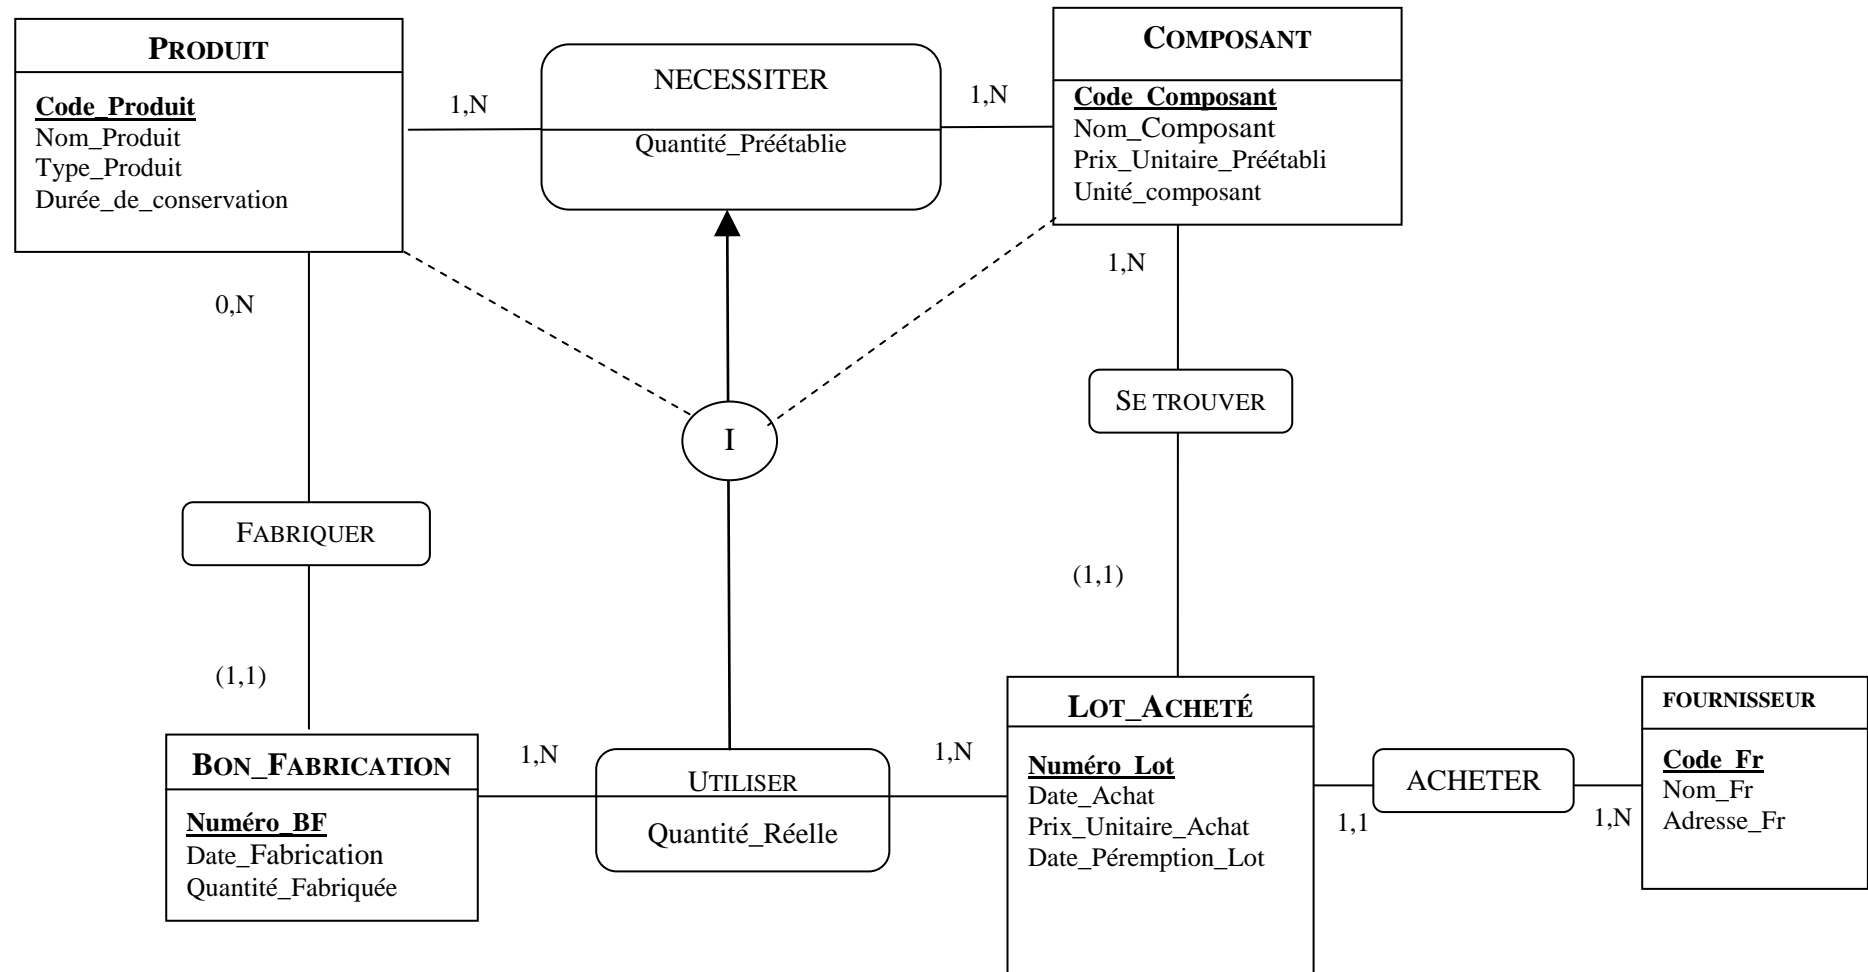 PRODUIT
Code_Produit
Nom_Produit
Type_Produit
Durée_de_conservation
1,N
NECESSITER
Quantité_Préétablie
1,N
COMPOSANT
Code_Composant
Nom_Composant
Prix_Unitaire_Préétabli
Unité_composant
0,N
1,N
I
SE TROUVER
FABRIQUER
(1,1)
(1,1)
BON_FABRICATION
Numéro_BF
Date_Fabrication
Quantité_Fabriquée
1,N
UTILISER
Quantité_Réelle
1,N
LOT_ACHETÉ
Numéro_Lot
Date_Achat
Prix_Unitaire_Achat
Date_Péremption_Lot
1,1
ACHETER
1,N
FOURNISSEUR
Code_Fr
Nom_Fr
Adresse_Fr